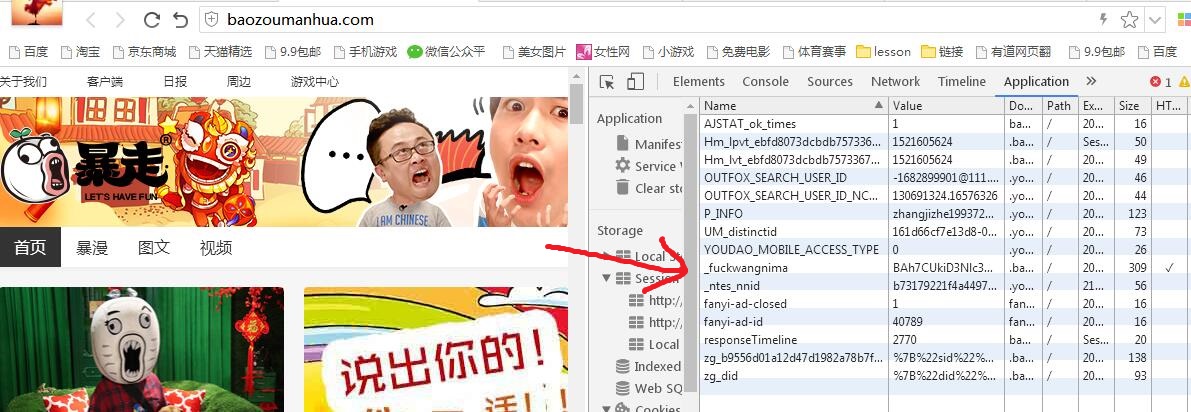 baozoumanhua.com
百度 淘宝 京东商城 天猫精选 9.9包邮 手机游戏 微信公众平 美女图片 女性网 小游戏 免费电影 体育赛事 lesson 链接 有道网页翻 9.9包邮 百度
关于我们 客户端 日报 周边 游戏中心
暴走®
LET'S HAVE FUN
I AM CHINESE
首页 暴漫 图文 视频
说出你的!
Elements Console Sources Network Timeline Application » 1
Application
Manifes
Service W
Clear sto
Storage
Local St
Session
http:/
http:/
Local
Indexed
Web SQ
Cookies
Name Value Do... Path Ex... Size HT...
AJSTAT_ok_times 1 ba... / 20... 16
Hm_lpvt_ebfd8073dcbdb757336... 1521605624 .ba... / Ses... 50
Hm_lvt_ebfd8073dcbdb7573367... 1521605624 .ba... / 20... 49
OUTFOX_SEARCH_USER_ID -1682899901@111.... .yo... / 20... 46
OUTFOX_SEARCH_USER_ID_NC... 130691324.16576326 .yo... / 20... 44
P_INFO zhangjizhe199372... .yo... / 20... 123
UM_distinctid 161d66cf7e13d8-0... .yo... / 20... 73
YOUDAO_MOBILE_ACCESS_TYPE 0 .yo... / 20... 26
_fuckwangnima BAh7CUkiD3NIc3... .ba... / 20... 309 ✓
_ntes_nnid b73179221f4a4497... .yo... / 21... 56
fanyi-ad-closed 1 fan... / 20... 16
fanyi-ad-id 40789 fan... / 20... 16
responseTimeline 2770 ba... / Ses... 20
zg_b9556d01a12d47d1982a78b7f... %7B%22sid%22%... .ba... / 20... 138
zg_did %7B%22did%22%... .ba... / 20... 93